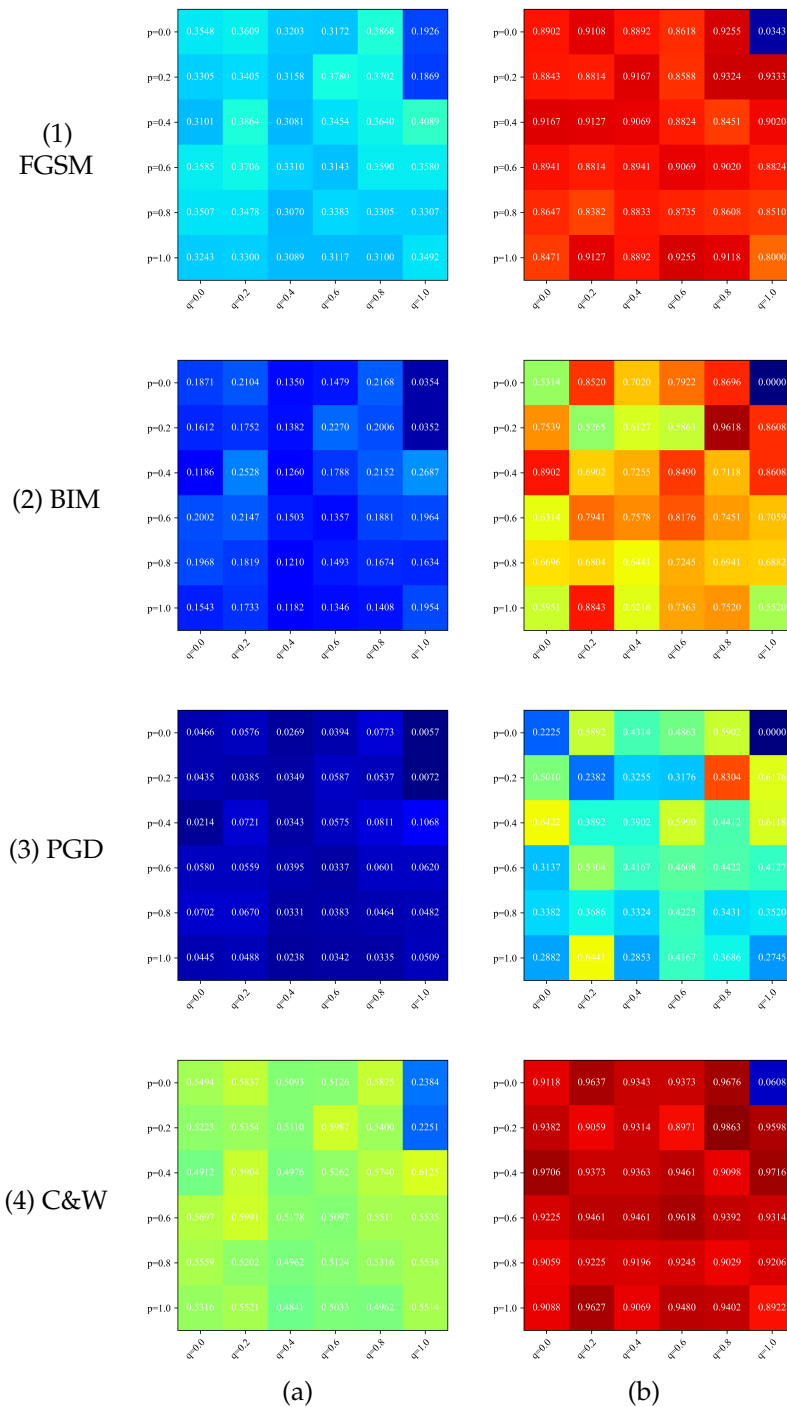 (1)
FGSM
p=0.0 0.3548 0.3609 0.3203 0.3172 0.3868 0.1926
p=0.2 0.3305 0.3405 0.3158 0.3780 0.3702 0.1869
p=0.4 0.3101 0.3864 0.3081 0.3454 0.3640 0.4089
p=0.6 0.3585 0.3706 0.3310 0.3143 0.3590 0.3580
p=0.8 0.3507 0.3478 0.3070 0.3383 0.3305 0.3307
p=1.0 0.3243 0.3300 0.3089 0.3117 0.3100 0.3492
q=0.0 q=0.2 q=0.4 q=0.6 q=0.8 q=1.0
p=0.0 0.8902 0.9108 0.8892 0.8618 0.9255 0.0343
p=0.2 0.8843 0.8814 0.9167 0.8588 0.9324 0.9333
p=0.4 0.9167 0.9127 0.9069 0.8824 0.8451 0.9020
p=0.6 0.8941 0.8814 0.8941 0.9069 0.9020 0.8824
p=0.8 0.8647 0.8382 0.8833 0.8735 0.8608 0.8510
p=1.0 0.8471 0.9127 0.8892 0.9255 0.9118 0.8000
q=0.0 q=0.2 q=0.4 q=0.6 q=0.8 q=1.0
(2) BIM
p=0.0 0.1871 0.2104 0.1350 0.1479 0.2168 0.0354
p=0.2 0.1612 0.1752 0.1382 0.2270 0.2006 0.0352
p=0.4 0.1186 0.2528 0.1260 0.1788 0.2152 0.2687
p=0.6 0.2002 0.2147 0.1503 0.1357 0.1881 0.1964
p=0.8 0.1968 0.1819 0.1210 0.1493 0.1674 0.1634
p=1.0 0.1543 0.1733 0.1182 0.1346 0.1408 0.1954
q=0.0 q=0.2 q=0.4 q=0.6 q=0.8 q=1.0
p=0.0 0.5314 0.8520 0.7020 0.7922 0.8696 0.0000
p=0.2 0.7539 0.5265 0.6127 0.5863 0.9618 0.8608
p=0.4 0.8902 0.6902 0.7255 0.8490 0.7118 0.8608
p=0.6 0.6314 0.7941 0.7578 0.8176 0.7451 0.7059
p=0.8 0.6696 0.6804 0.6441 0.7245 0.6941 0.6882
p=1.0 0.5951 0.8843 0.6216 0.7363 0.7520 0.5520
q=0.0 q=0.2 q=0.4 q=0.6 q=0.8 q=1.0
(3) PGD
p=0.0 0.0466 0.0576 0.0269 0.0394 0.0773 0.0057
p=0.2 0.0435 0.0385 0.0349 0.0587 0.0537 0.0072
p=0.4 0.0214 0.0721 0.0343 0.0575 0.0811 0.1068
p=0.6 0.0580 0.0559 0.0395 0.0337 0.0601 0.0620
p=0.8 0.0702 0.0670 0.0331 0.0383 0.0464 0.0482
p=1.0 0.0445 0.0488 0.0238 0.0342 0.0335 0.0509
q=0.0 q=0.2 q=0.4 q=0.6 q=0.8 q=1.0
p=0.0 0.2225 0.5892 0.4314 0.4863 0.5902 0.0000
p=0.2 0.5010 0.2382 0.3255 0.3176 0.8304 0.6176
p=0.4 0.6422 0.3892 0.3902 0.5990 0.4412 0.6118
p=0.6 0.3137 0.5304 0.4167 0.4608 0.4422 0.4127
p=0.8 0.3382 0.3686 0.3324 0.4225 0.3431 0.3520
p=1.0 0.2882 0.6441 0.2853 0.4167 0.3686 0.2745
q=0.0 q=0.2 q=0.4 q=0.6 q=0.8 q=1.0
(4) C&W
p=0.0 0.5494 0.5837 0.5093 0.5126 0.5875 0.2384
p=0.2 0.5223 0.5354 0.5110 0.5987 0.5400 0.2251
p=0.4 0.4912 0.5904 0.4976 0.5262 0.5740 0.6125
p=0.6 0.5697 0.5991 0.5178 0.5097 0.5511 0.5535
p=0.8 0.5559 0.5202 0.4962 0.5124 0.5316 0.5538
p=1.0 0.5316 0.5521 0.4841 0.5033 0.4962 0.5514
q=0.0 q=0.2 q=0.4 q=0.6 q=0.8 q=1.0
p=0.0 0.9118 0.9637 0.9343 0.9373 0.9676 0.0608
p=0.2 0.9382 0.9059 0.9314 0.8971 0.9863 0.9598
p=0.4 0.9706 0.9373 0.9363 0.9461 0.9098 0.9716
p=0.6 0.9225 0.9461 0.9461 0.9618 0.9392 0.9314
p=0.8 0.9059 0.9225 0.9196 0.9245 0.9029 0.9206
p=1.0 0.9088 0.9627 0.9069 0.9480 0.9402 0.8922
q=0.0 q=0.2 q=0.4 q=0.6 q=0.8 q=1.0
(a) (b)